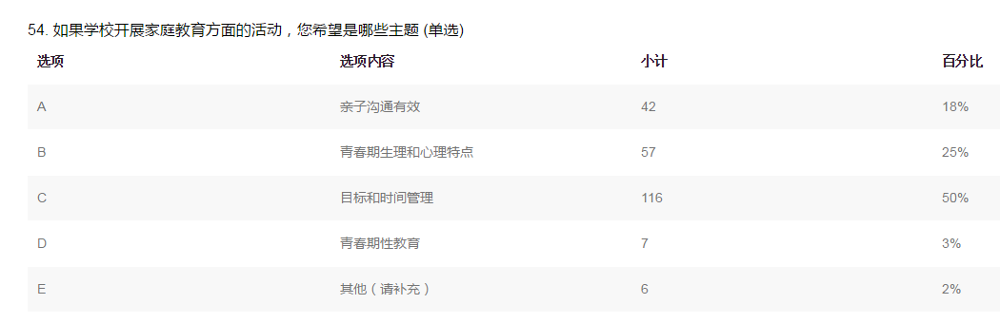 54. 如果学校开展家庭教育方面的活动，您希望是哪些主题 (单选)
选项 选项内容 小计 百分比
A 亲子沟通有效 42 18%
B 青春期生理和心理特点 57 25%
C 目标和时间管理 116 50%
D 青春期性教育 7 3%
E 其他（请补充） 6 2%